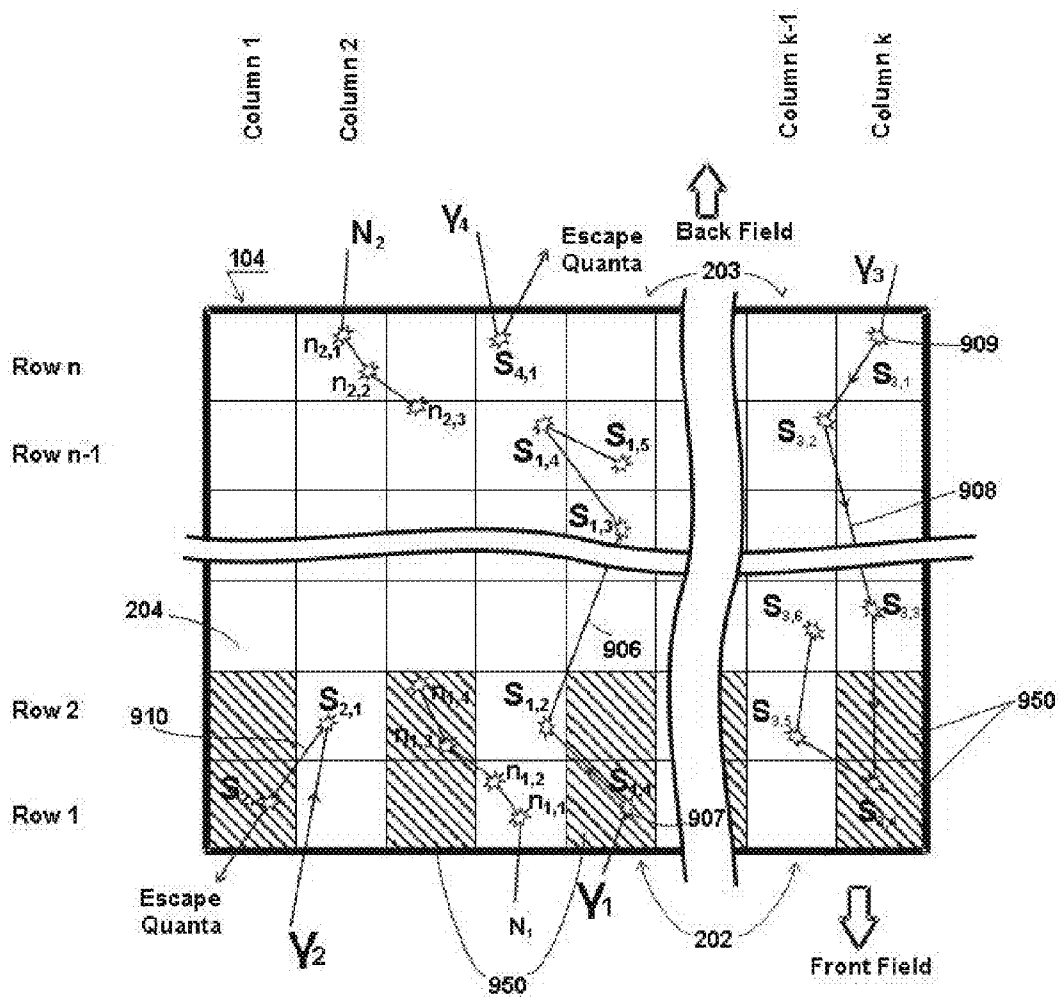 Column 1
Column 2
Column k-1
Column k
N2
γ4
Escape
Quanta
Back Field
203
γ3
104
Row n
n2,1
n2,2
n2,3
S4,1
S3,1
909
Row n-1
S1,4
S1,5
S3,2
908
S1,3
204
S3,6
S3,3
906
Row 2
910
S2,1
n1,4
n1,3
S1,2
S3,5
950
n1,2
n1,1
S1,1
907
S3,4
Row 1
Escape
Quanta
γ2
N1
γ1
202
950
Front Field